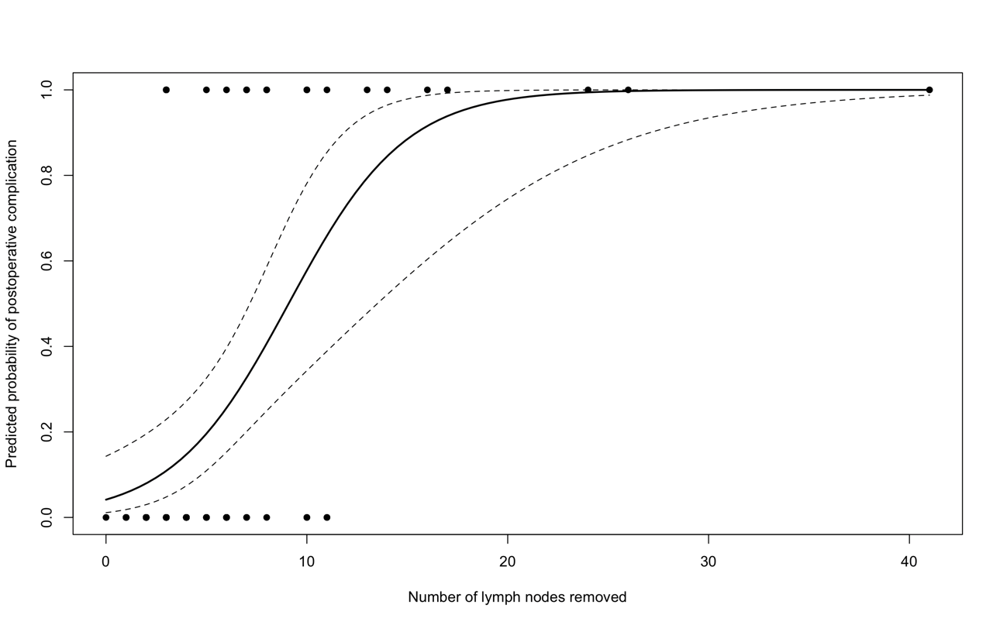 Predicted probability of postoperative complication
1.0
0.8
0.6
0.4
0.2
0.0
0 10 20 30 40
Number of lymph nodes removed